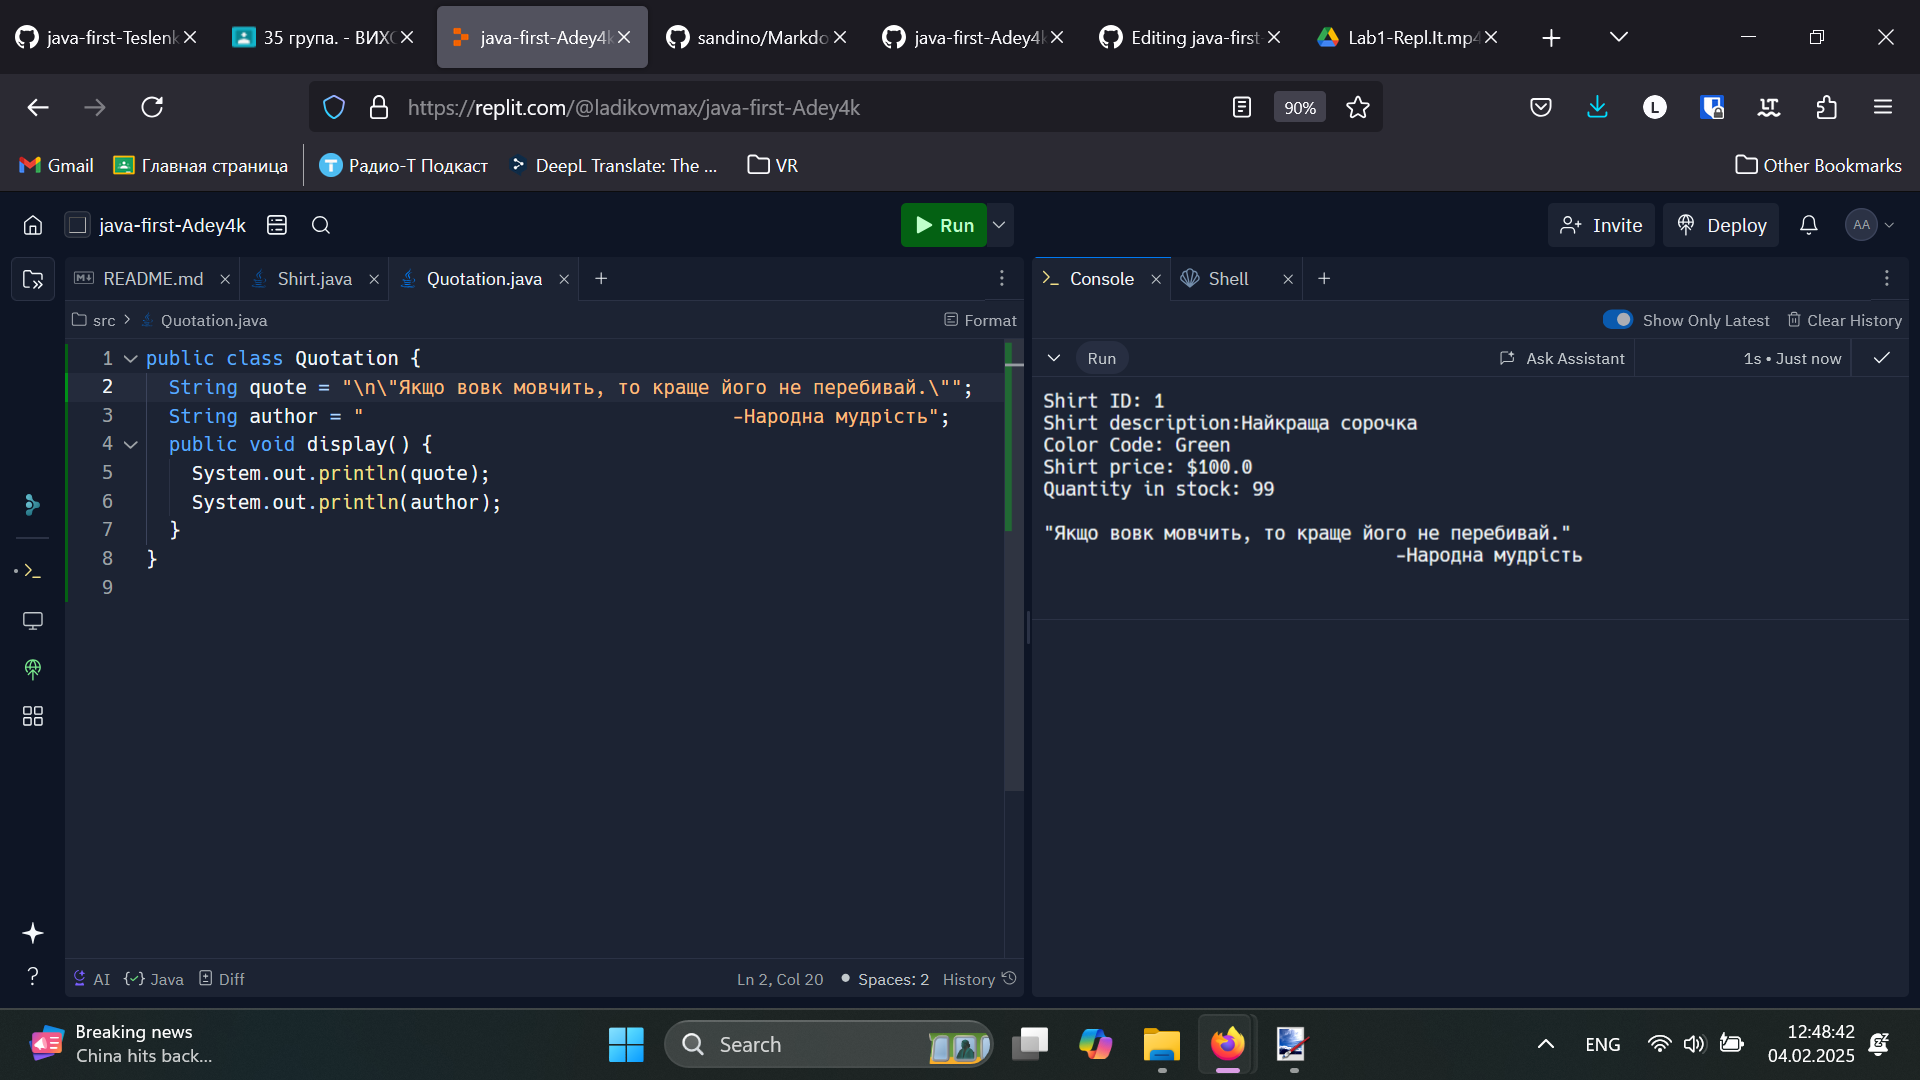 java-first-Teslenk
35 група. - ВИХО
java-first-Adey4k
sandino/Markdo
java-first-Adey4k
Editing java-first-
Lab1-Repl.It.mp4
https://replit.com/@ladikovmax/java-first-Adey4k
90%
L
LT
Gmail
Главная страница
T Радио-Т Подкаст
DeepL Translate: The ...
VR
Other Bookmarks
java-first-Adey4k
Run
Invite
Deploy
AA
README.md
Shirt.java
Quotation.java
Console
Shell
src > Quotation.java
Format
Show Only Latest
Clear History
1 public class Quotation {
2 String quote = "\n\"Якщо вовк мовчить, то краще його не перебивай.\"";
3 String author = "                                -Народна мудрість";
4 public void display() {
5 System.out.println(quote);
6 System.out.println(author);
7 }
8 }
9
Run
Ask Assistant
1s • Just now
Shirt ID: 1
Shirt description:Найкраща сорочка
Color Code: Green
Shirt price: $100.0
Quantity in stock: 99
"Якщо вовк мовчить, то краще його не перебивай."
                                -Народна мудрість
AI
Java
Diff
Ln 2, Col 20
Spaces: 2
History
Breaking news
China hits back...
Search
ENG
12:48:42
04.02.2025